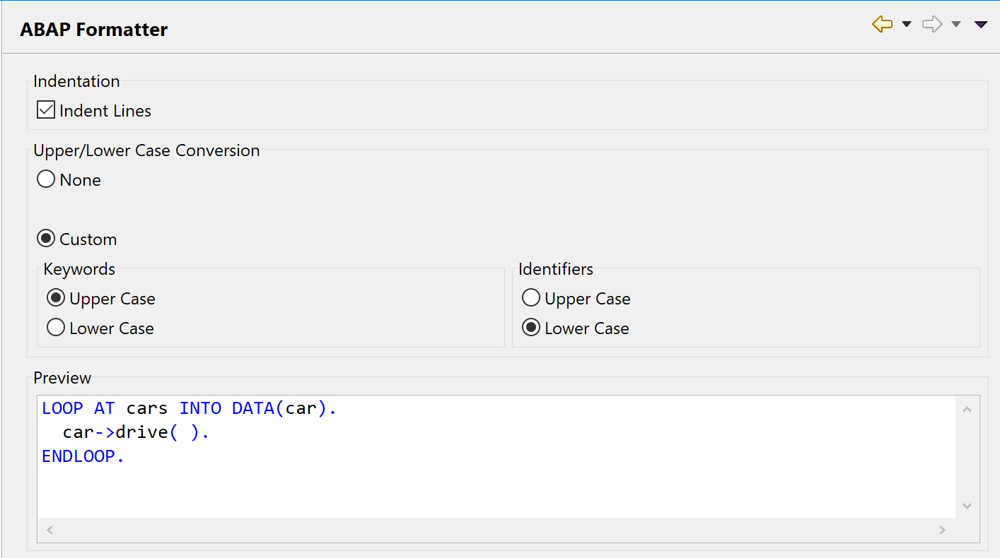 ABAP Formatter
Indentation
Indent Lines
Upper/Lower Case Conversion
None
Custom
Keywords
Upper Case
Lower Case
Identifiers
Upper Case
Lower Case
Preview
LOOP AT cars INTO DATA(car).
  car->drive( ).
ENDLOOP.